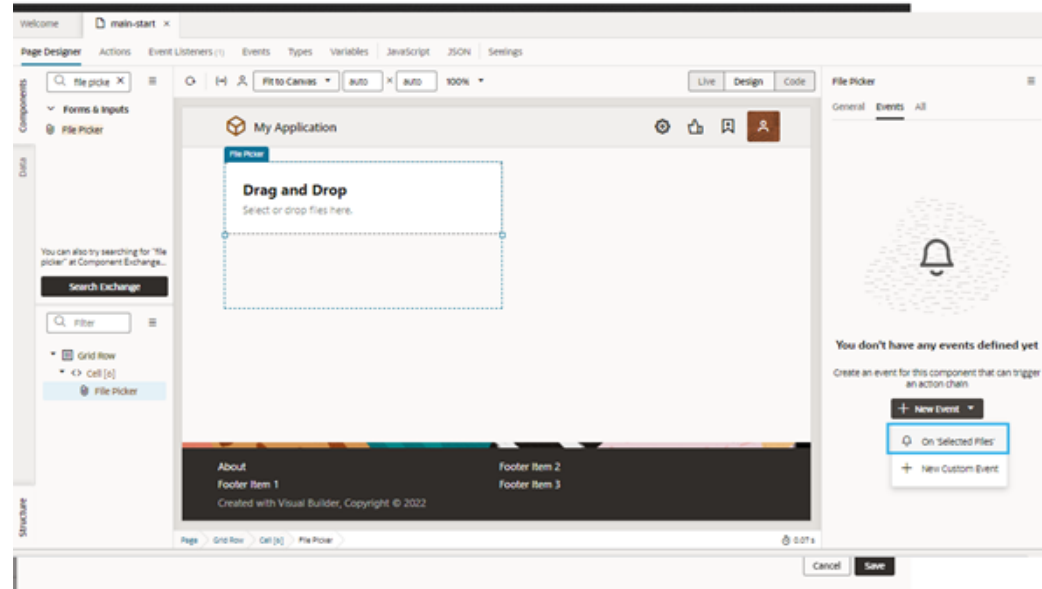 Welcome
main-start ×
Page Designer Actions Event Listeners (1) Events Types Variables JavaScript JSON Settings
Components
Data
Structure
file picke ×
Forms & Inputs
File Picker
You can also try searching for "file
picker" at Component Exchange...
Search Exchange
Filter
Grid Row
<> Cell [6]
File Picker
Fit to Canvas auto × auto 100%
Live Design Code
My Application
File Picker
Drag and Drop
Select or drop files here.
About
Footer Item 1
Footer Item 2
Footer Item 3
Created with Visual Builder, Copyright © 2022
Page Grid Row Cell [6] File Picker
0.07 s
File Picker
General Events All
You don't have any events defined yet
Create an event for this component that can trigger
an action chain
+ New Event
On 'Selected Files'
+ New Custom Event
Cancel Save